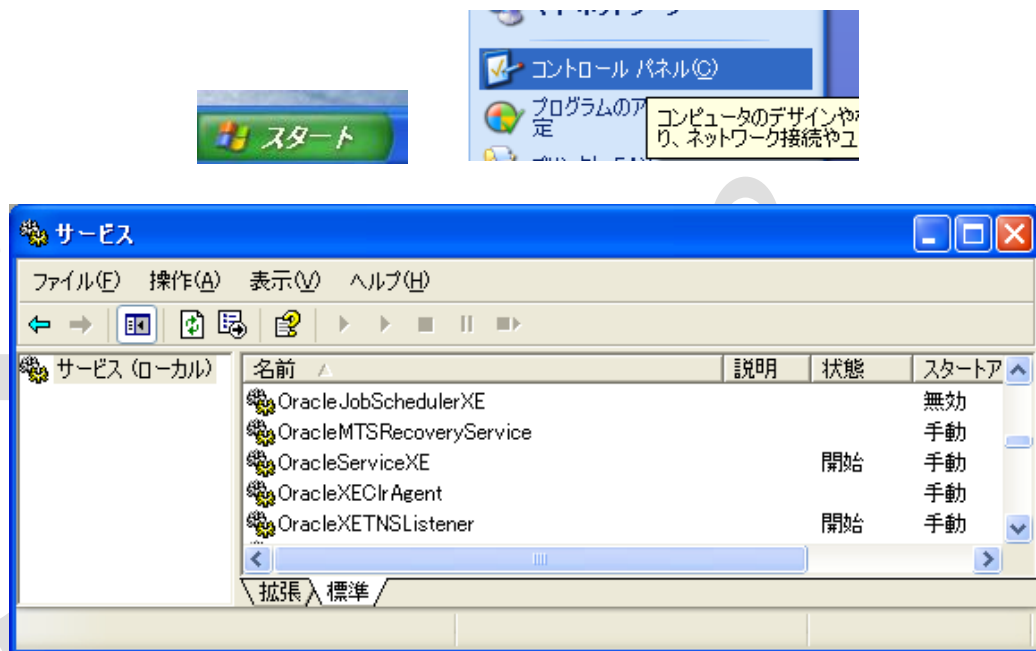 コントロール パネル(C)
プログラムのア
定
コンピュータのデザインや
り、ネットワーク接続やユ
スタート
サービス
ファイル(F) 操作(A) 表示(V) ヘルプ(H)
サービス (ローカル)
名前 説明 状態 スタートア
OracleJobSchedulerXE 無効
OracleMTSRecoveryService 手動
OracleServiceXE 開始 手動
OracleXEClrAgent 手動
OracleXETNSListener 開始 手動
拡張 標準